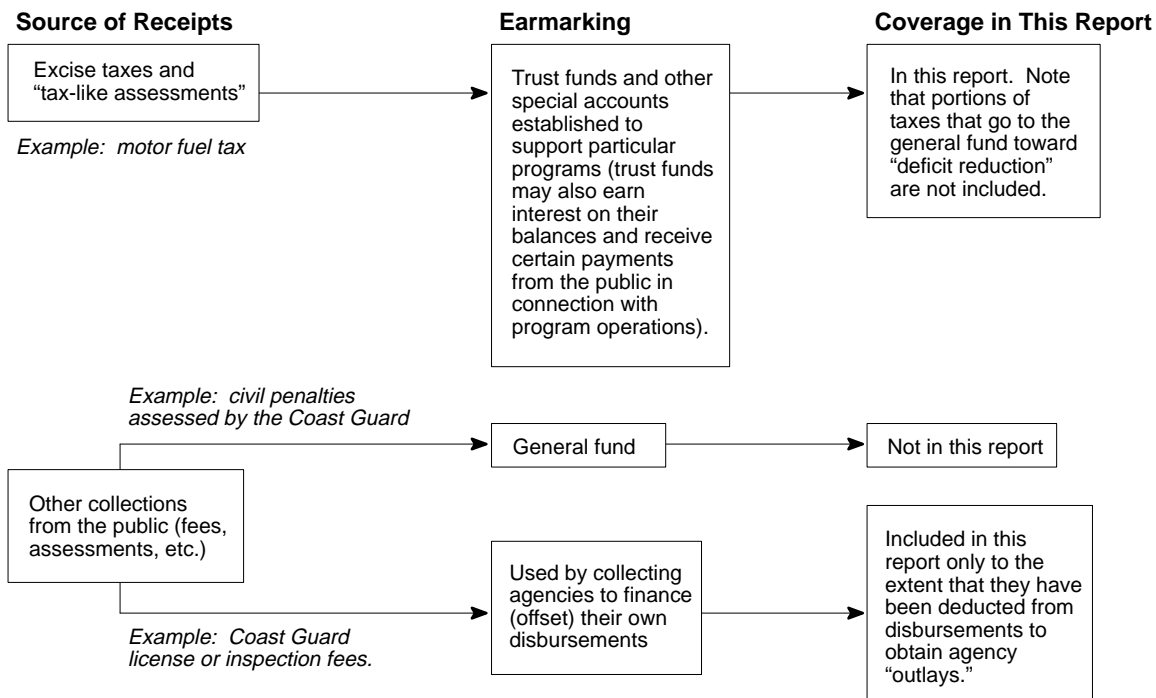 Source of Receipts
Earmarking
Coverage in This Report
Excise taxes and
“tax-like assessments”
Example: motor fuel tax
Trust funds and other
special accounts
established to
support particular
programs (trust funds
may also earn
interest on their
balances and receive
certain payments
from the public in
connection with
program operations).
In this report. Note
that portions of
taxes that go to the
general fund toward
“deficit reduction”
are not included.
Example: civil penalties
assessed by the Coast Guard
General fund
Not in this report
Other collections
from the public (fees,
assessments, etc.)
Example: Coast Guard
license or inspection fees.
Used by collecting
agencies to finance
(offset) their own
disbursements
Included in this
report only to the
extent that they have
been deducted from
disbursements to
obtain agency
“outlays.”